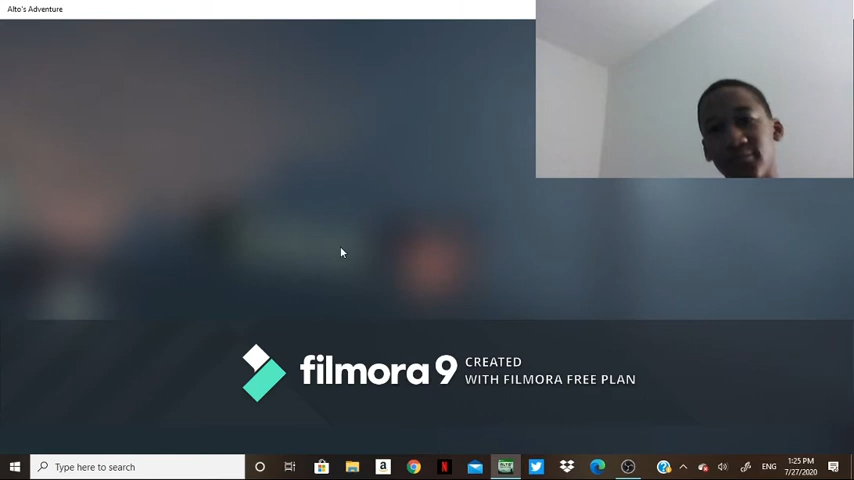 Alto's Adventure
filmora 9 CREATED
WITH FILMORA FREE PLAN
Type here to search
ENG
1:25 PM
7/27/2020